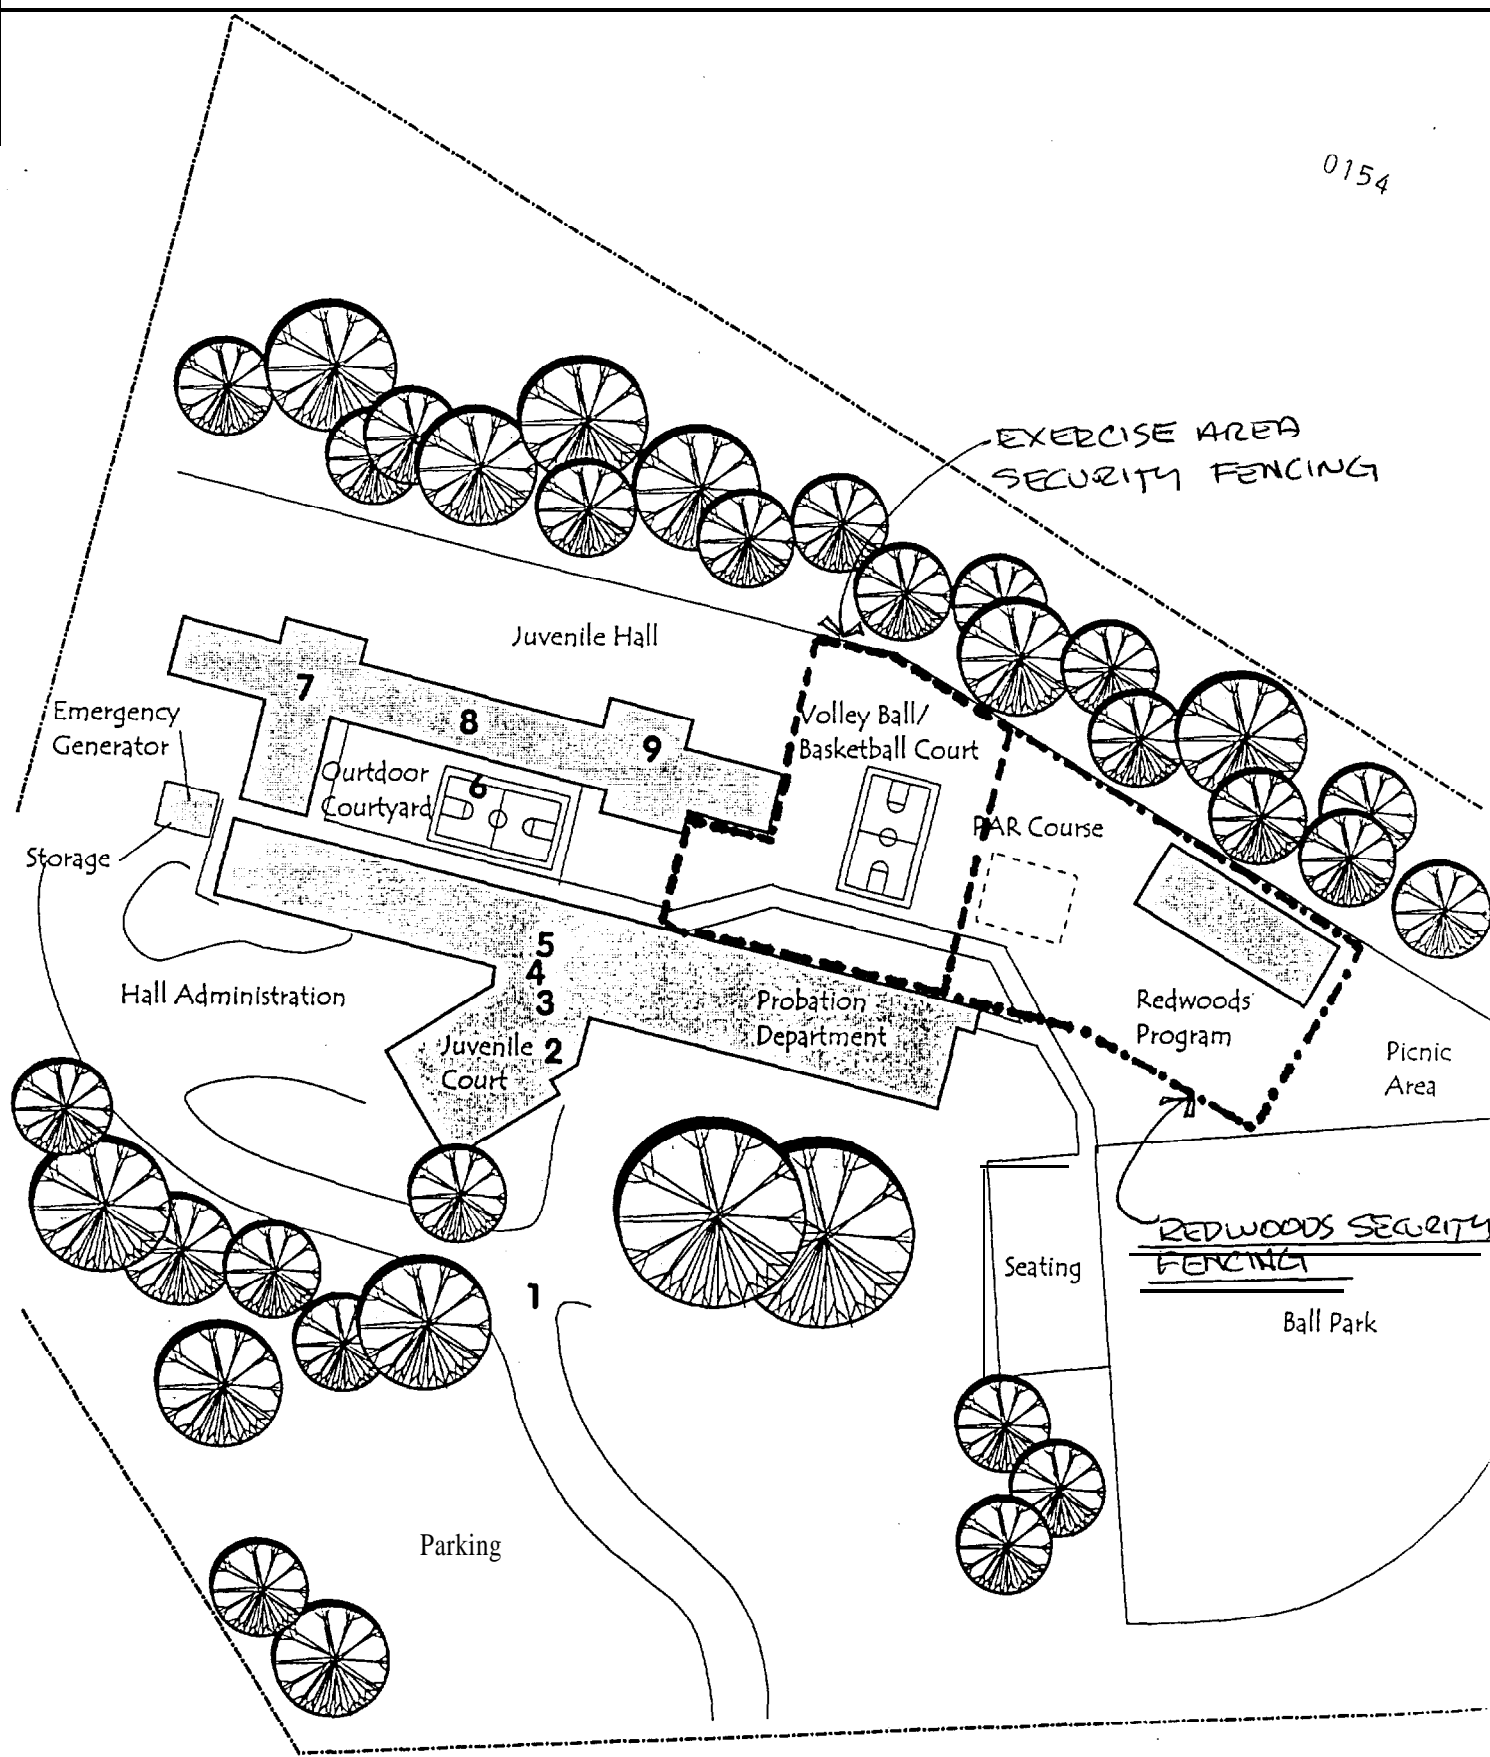 0154
EXERCISE AREA
SECURITY FENCING
Juvenile Hall
7
8
9
Emergency
Generator
Volley Ball/
Basketball Court
Ourtdoor
Courtyard
6
PAR Course
Storage
5
4
3
Hall Administration
Probation
Department
Redwoods
Program
Juvenile
Court
2
Picnic
Area
REDWOODS SECURITY
FENCING
Seating
1
Ball Park
Parking